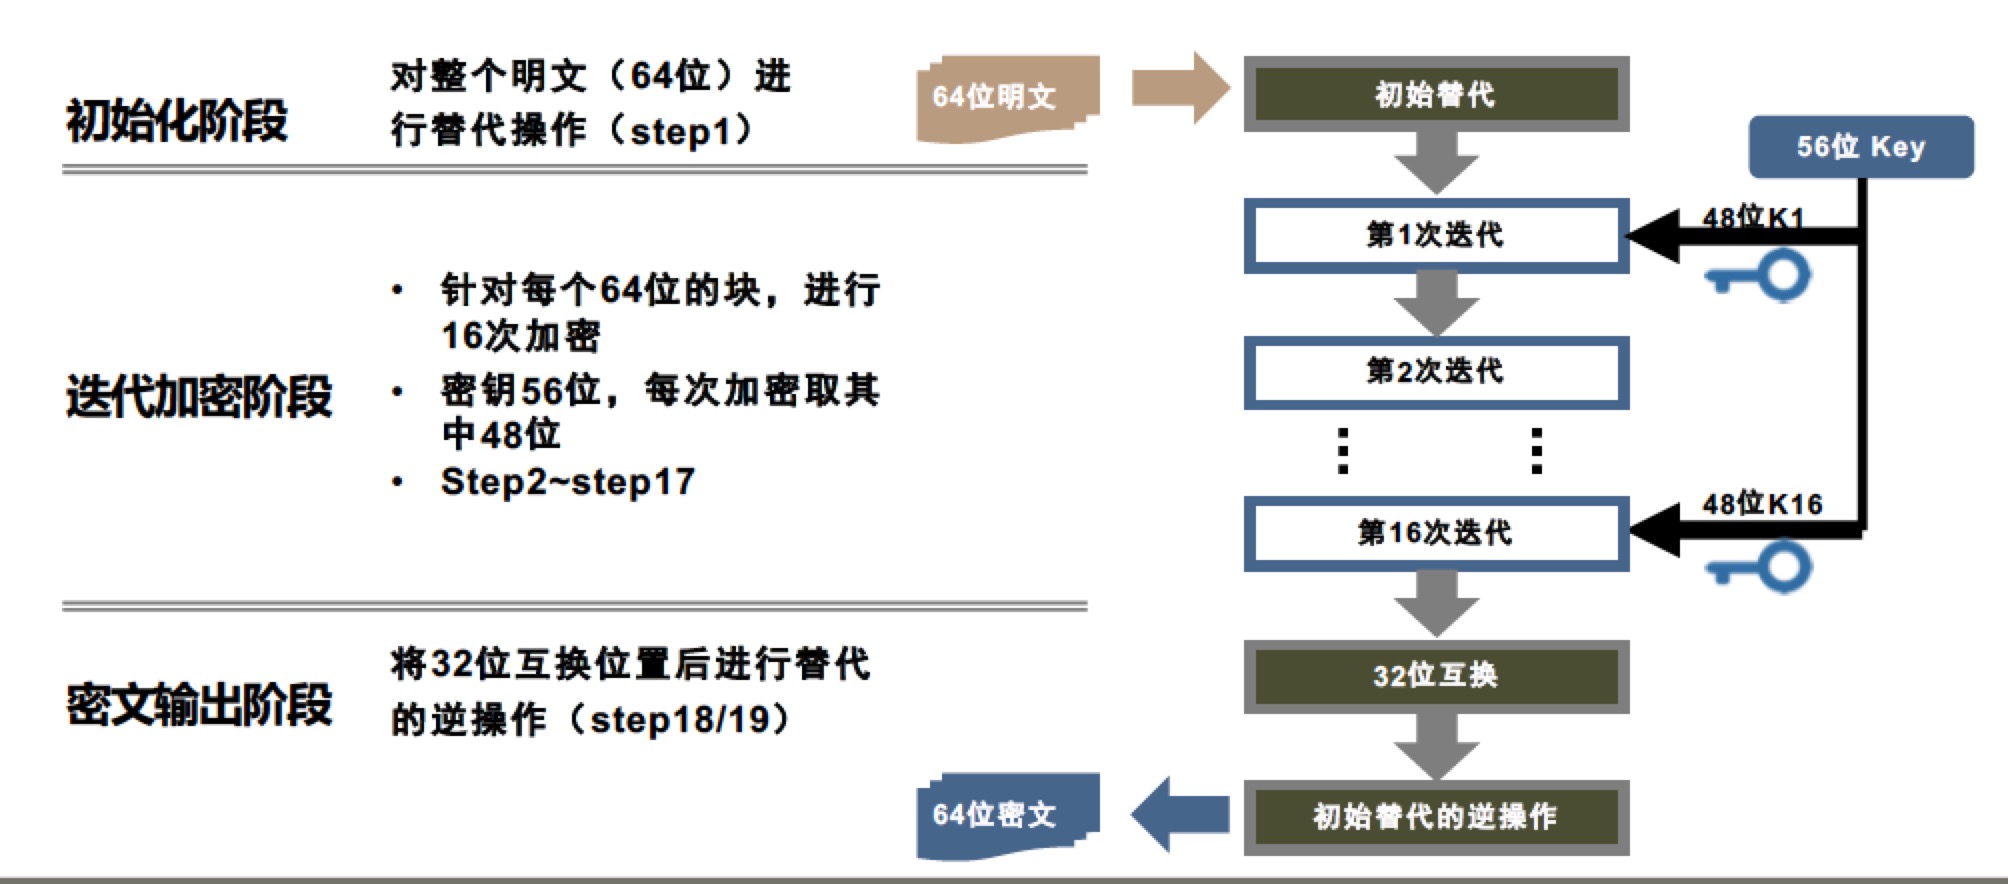 初始化阶段
对整个明文（64位）进
行替代操作（step1）
迭代加密阶段
• 针对每个64位的块，进行
16次加密
• 密钥56位，每次加密取其
中48位
• Step2~step17
密文输出阶段
将32位互换位置后进行替代
的逆操作（step18/19）
64位明文
初始替代
56位 Key
第1次迭代
48位K1
第2次迭代
第16次迭代
48位K16
32位互换
初始替代的逆操作
64位密文